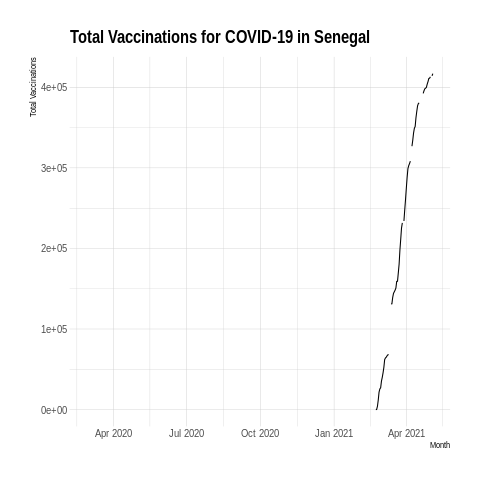 Total Vaccinations for COVID-19 in Senegal
Total Vaccinations
4e+05
3e+05
2e+05
1e+05
0e+00
Apr 2020 Jul 2020 Oct 2020 Jan 2021 Apr 2021
Month